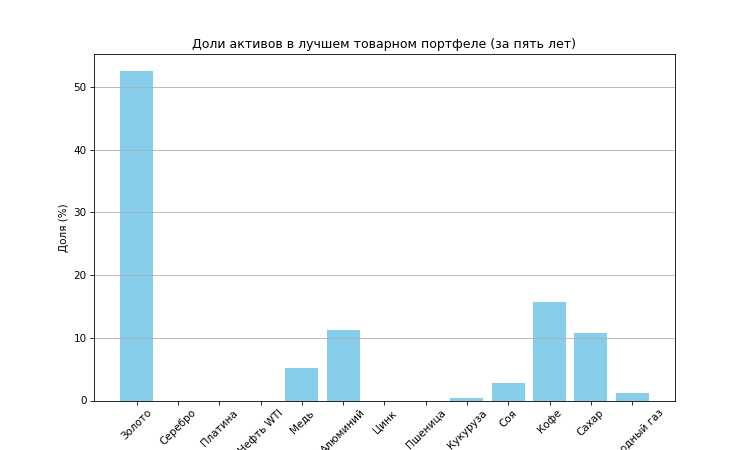 Доли активов в лучшем товарном портфеле (за пять лет)
Доля (%)
50
40
30
20
10
0
Золото
Серебро
Платина
Нефть WTI
Медь
Алюминий
Цинк
Пшеница
Кукуруза
Соя
Кофе
Сахар
газ